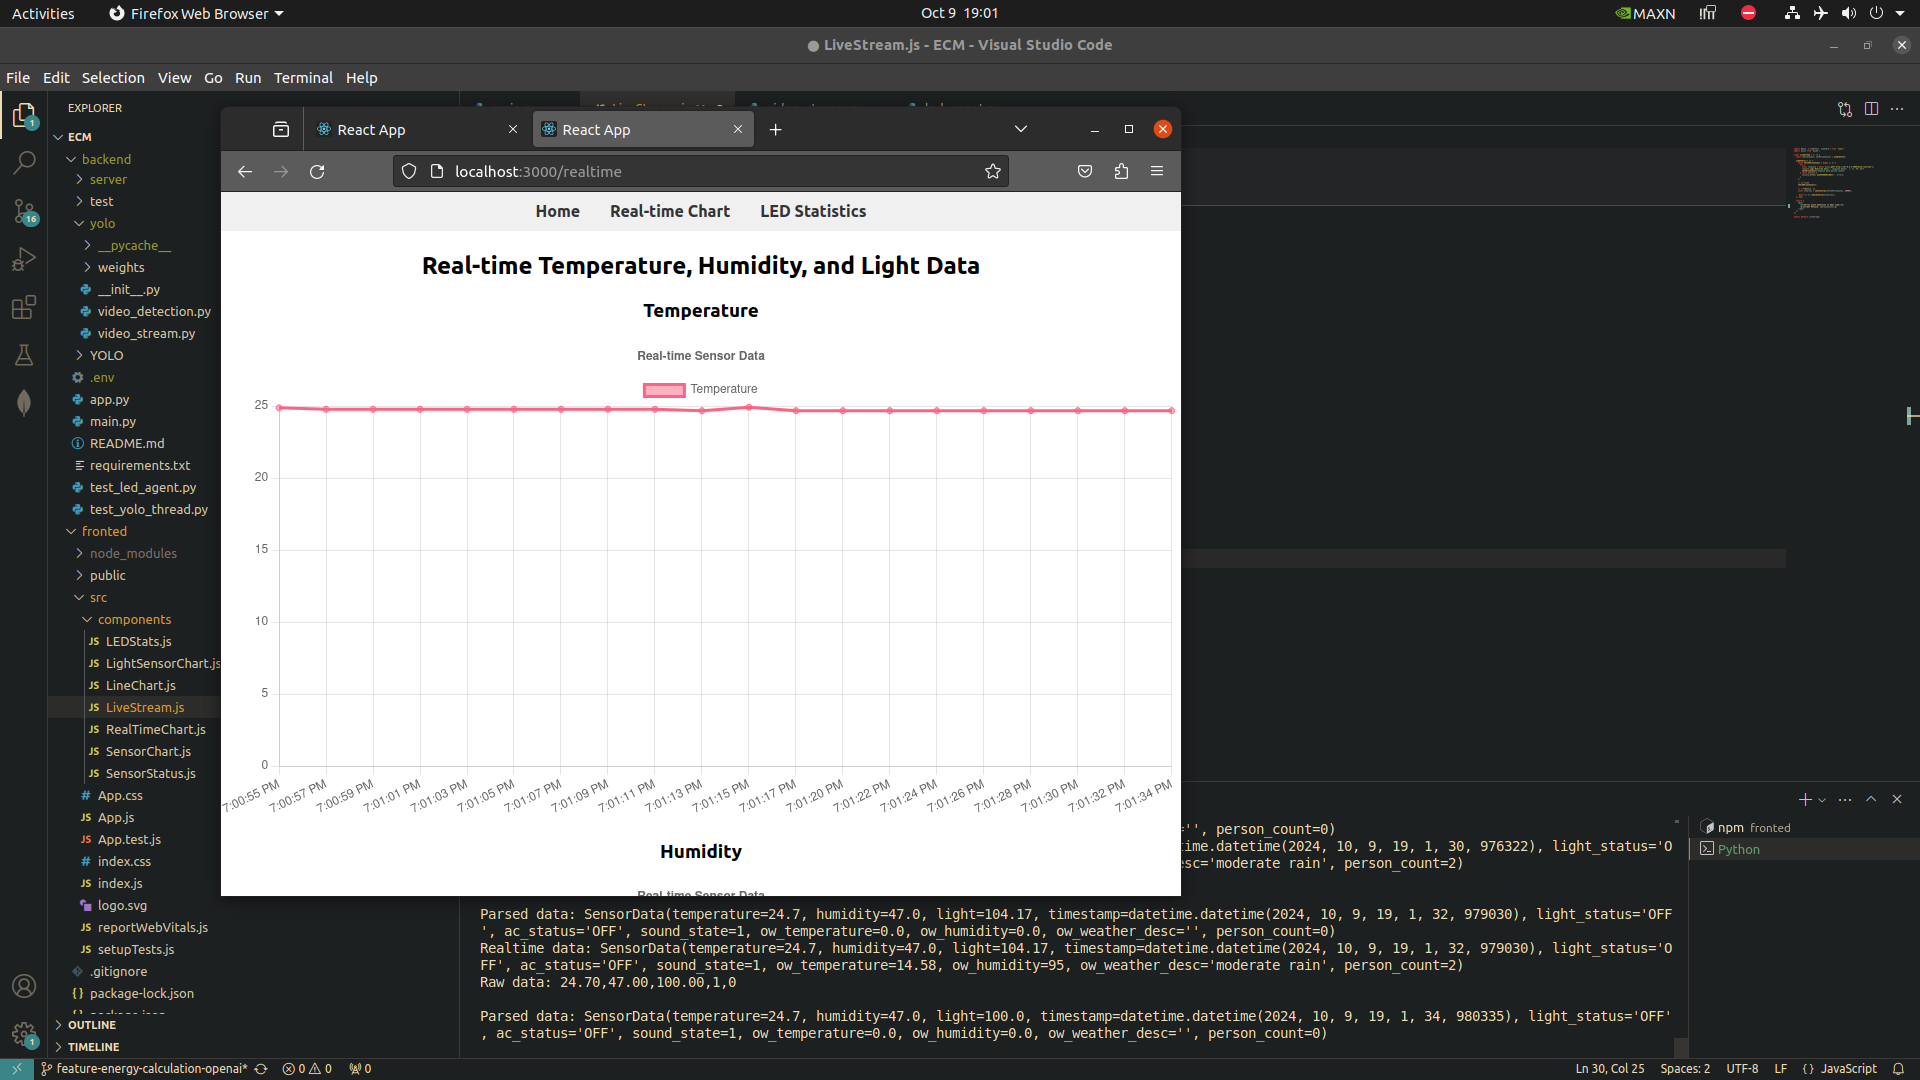 Activities
Firefox Web Browser
Oct 9 19:01
MAXN
LiveStream.js - ECM - Visual Studio Code
File Edit Selection View Go Run Terminal Help
EXPLORER
ECM
backend
server
test
yolo
__pycache__
weights
__init__.py
video_detection.py
video_stream.py
YOLO
.env
app.py
main.py
README.md
requirements.txt
test_led_agent.py
test_yolo_thread.py
fronted
node_modules
public
src
components
LEDStats.js
LightSensorChart.js
LineChart.js
LiveStream.js
RealTimeChart.js
SensorChart.js
SensorStatus.js
App.css
App.js
App.test.js
index.css
index.js
logo.svg
reportWebVitals.js
setupTests.js
.gitignore
package-lock.json
OUTLINE
TIMELINE
1
16
1
React App
React App
localhost:3000/realtime
Home Real-time Chart LED Statistics
Real-time Temperature, Humidity, and Light Data
Temperature
Real-time Sensor Data
Temperature
25
20
15
10
5
0
7:00:55 PM 7:00:57 PM 7:00:59 PM 7:01:01 PM 7:01:03 PM 7:01:05 PM 7:01:07 PM 7:01:09 PM 7:01:11 PM 7:01:13 PM 7:01:15 PM 7:01:17 PM 7:01:20 PM 7:01:22 PM 7:01:24 PM 7:01:26 PM 7:01:28 PM 7:01:30 PM 7:01:32 PM 7:01:34 PM
Humidity
Real-time Sensor Data
='', person_count=0)
ime.datetime(2024, 10, 9, 19, 1, 30, 976322), light_status='O
sc='moderate rain', person_count=2)
Parsed data: SensorData(temperature=24.7, humidity=47.0, light=104.17, timestamp=datetime.datetime(2024, 10, 9, 19, 1, 32, 979030), light_status='OFF
', ac_status='OFF', sound_state=1, ow_temperature=0.0, ow_humidity=0.0, ow_weather_desc='', person_count=0)
Realtime data: SensorData(temperature=24.7, humidity=47.0, light=104.17, timestamp=datetime.datetime(2024, 10, 9, 19, 1, 32, 979030), light_status='O
FF', ac_status='OFF', sound_state=1, ow_temperature=14.58, ow_humidity=95, ow_weather_desc='moderate rain', person_count=2)
Raw data: 24.70,47.00,100.00,1,0
Parsed data: SensorData(temperature=24.7, humidity=47.0, light=100.0, timestamp=datetime.datetime(2024, 10, 9, 19, 1, 34, 980335), light_status='OFF'
, ac_status='OFF', sound_state=1, ow_temperature=0.0, ow_humidity=0.0, ow_weather_desc='', person_count=0)
npm fronted
Python
feature-energy-calculation-openai* 0 0 0
Ln 30, Col 25 Spaces: 2 UTF-8 LF JavaScript